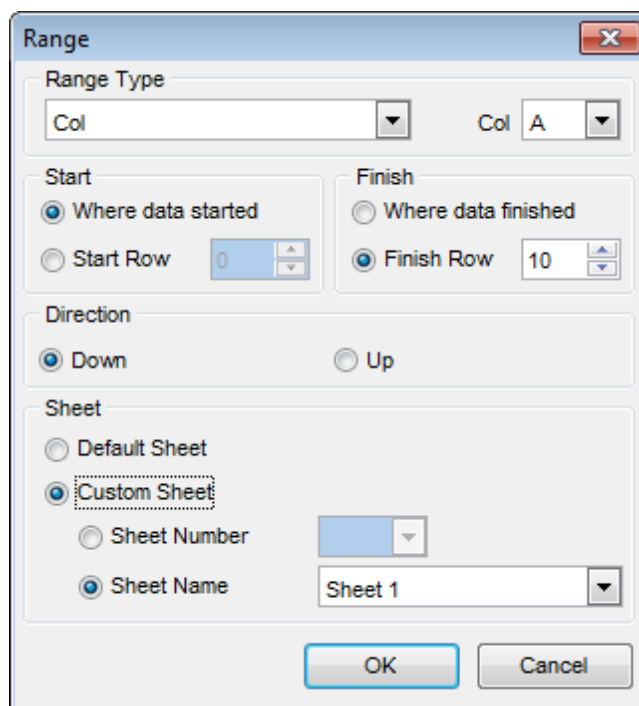 Range
Range Type
Col Col A
Start
Where data started
Start Row 0
Finish
Where data finished
Finish Row 10
Direction
Down Up
Sheet
Default Sheet
Custom Sheet
Sheet Number
Sheet Name Sheet 1
OK Cancel